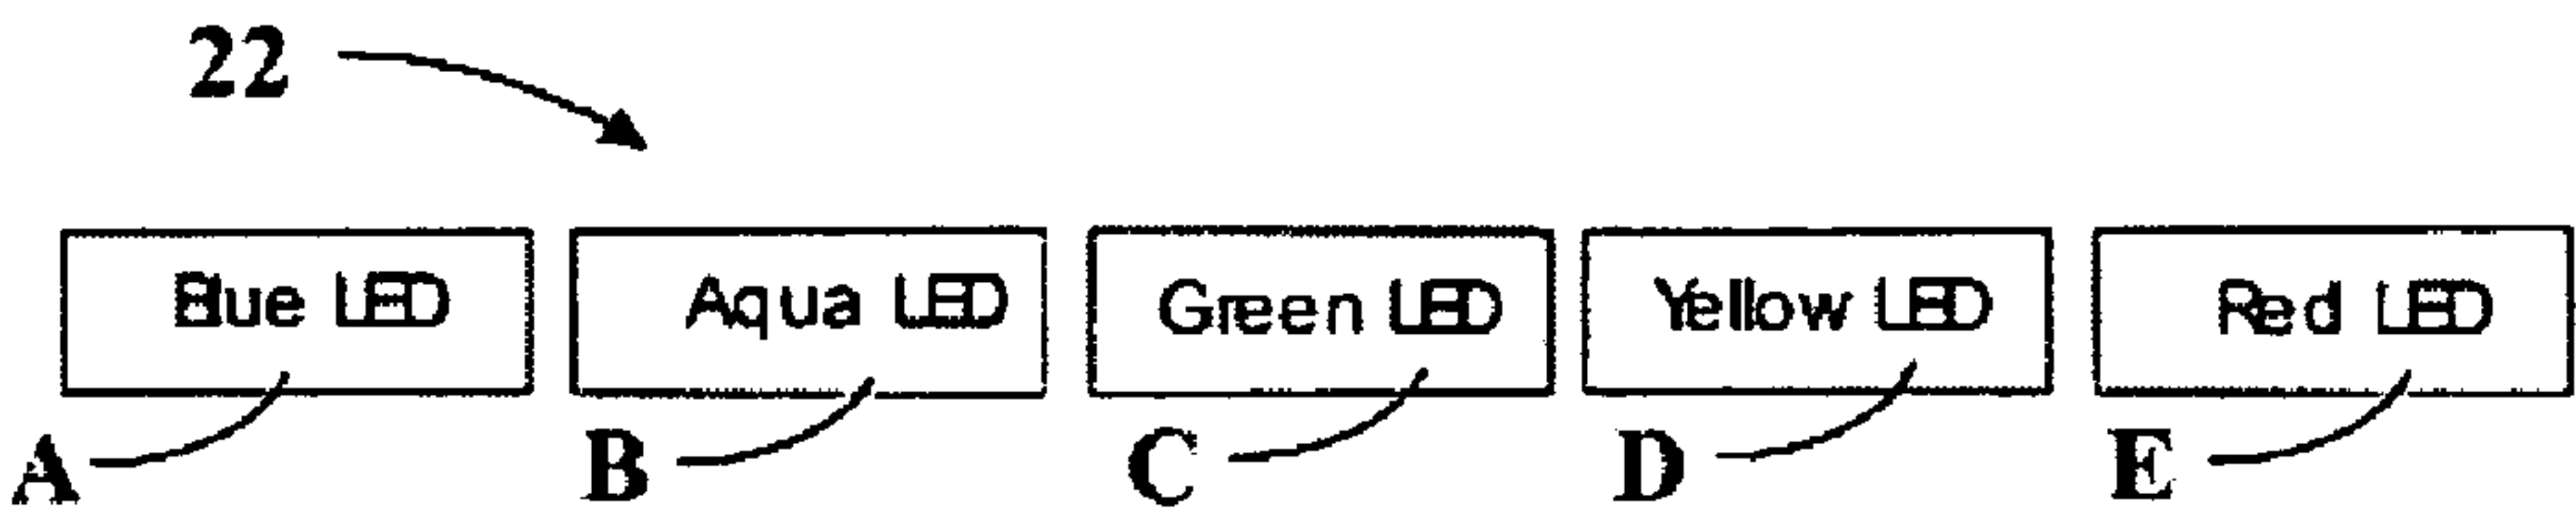 22
Blue LED Aqua LED Green LED Yellow LED Red LED
A B C D E